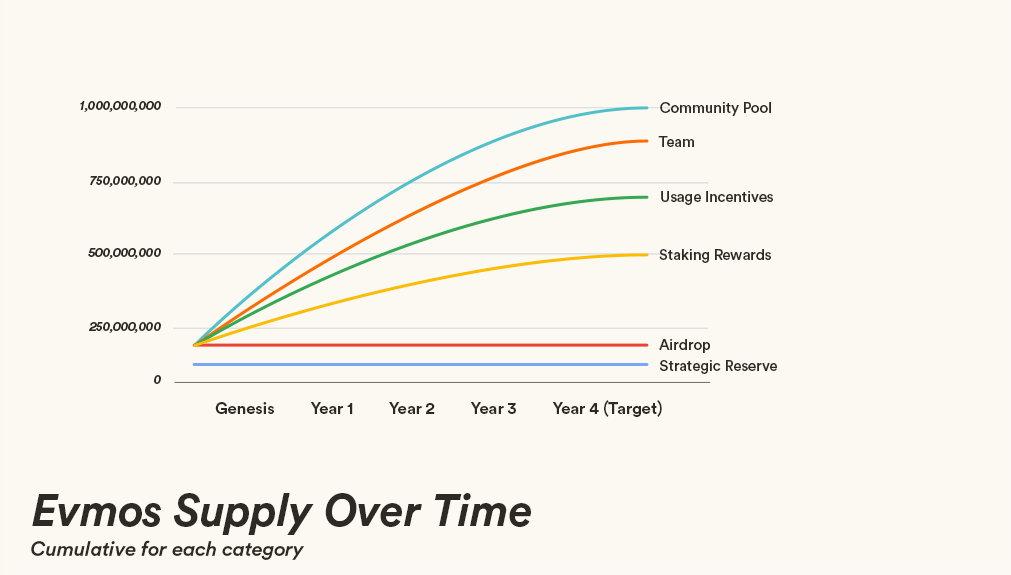 1,000,000,000
Community Pool
Team
750,000,000
Usage Incentives
500,000,000
Staking Rewards
250,000,000
Airdrop
Strategic Reserve
0
Genesis Year 1 Year 2 Year 3 Year 4 (Target)
Evmos Supply Over Time
Cumulative for each category